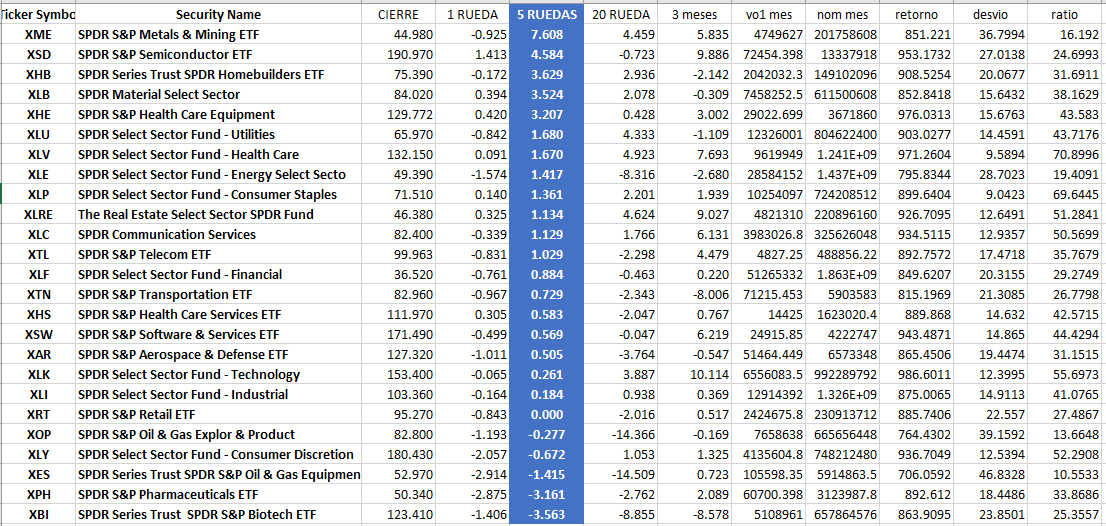 Ticker Symbo Security Name CIERRE 1 RUEDA 5 RUEDAS 20 RUEDA 3 meses vo1 mes nom mes retorno desvio ratio
XME SPDR S&P Metals & Mining ETF 44.980 -0.925 7.608 4.459 5.835 4749627 201758608 851.221 36.7994 16.192
XSD SPDR S&P Semiconductor ETF 190.970 1.413 4.584 -0.723 9.886 72454.398 13337918 953.1732 27.0138 24.6993
XHB SPDR Series Trust SPDR Homebuilders ETF 75.390 -0.172 3.629 2.936 -2.142 2042032.3 149102096 908.5254 20.0677 31.6911
XLB SPDR Material Select Sector 84.020 0.394 3.524 2.078 -0.309 7458252.5 611500608 852.8418 15.6432 38.1629
XHE SPDR S&P Health Care Equipment 129.772 0.420 3.207 0.428 3.002 29022.699 3671860 976.0313 15.6763 43.583
XLU SPDR Select Sector Fund - Utilities 65.970 -0.842 1.680 4.333 -1.109 12326001 804622400 903.0277 14.4591 43.7176
XLV SPDR Select Sector Fund - Health Care 132.150 0.091 1.670 4.923 7.693 9619949 1.241E+09 971.2604 9.5894 70.8996
XLE SPDR Select Sector Fund - Energy Select Secto 49.390 -1.574 1.417 -8.316 -2.680 28584152 1.437E+09 795.8344 28.7023 19.4091
XLP SPDR Select Sector Fund - Consumer Staples 71.510 0.140 1.361 2.201 1.939 10254097 724208512 899.6404 9.0423 69.6445
XLRE The Real Estate Select Sector SPDR Fund 46.380 0.325 1.134 4.624 9.027 4821310 220896160 926.7095 12.6491 51.2841
XLC SPDR Communication Services 82.400 -0.339 1.129 1.766 6.131 3983026.8 325626048 934.5115 12.9357 50.5699
XTL SPDR S&P Telecom ETF 99.963 -0.831 1.029 -2.298 4.479 4827.25 488856.22 892.7572 17.4718 35.7679
XLF SPDR Select Sector Fund - Financial 36.520 -0.761 0.884 -0.463 0.220 51265332 1.863E+09 849.6207 20.3155 29.2749
XTN SPDR S&P Transportation ETF 82.960 -0.967 0.729 -2.343 -8.006 71215.453 5903583 815.1969 21.3085 26.7798
XHS SPDR S&P Health Care Services ETF 111.970 0.305 0.583 -2.047 0.767 14425 1623020.4 889.868 14.632 42.5715
XSW SPDR S&P Software & Services ETF 171.490 -0.499 0.569 -0.047 6.219 24915.85 4222747 943.4871 14.865 44.4294
XAR SPDR S&P Aerospace & Defense ETF 127.320 -1.011 0.505 -3.764 -0.547 51464.449 6573348 865.4506 19.4474 31.1515
XLK SPDR Select Sector Fund - Technology 153.400 -0.065 0.261 3.887 10.114 6556083.5 992289792 986.6011 12.3995 55.6973
XLI SPDR Select Sector Fund - Industrial 103.360 -0.164 0.184 0.938 0.369 12914392 1.326E+09 875.0065 14.9113 41.0765
XRT SPDR S&P Retail ETF 95.270 -0.843 0.000 -2.016 0.517 2424675.8 230913712 885.7406 22.557 27.4867
XOP SPDR S&P Oil & Gas Explor & Product 82.800 -1.193 -0.277 -14.366 -0.169 7658638 665656448 764.4302 39.1592 13.6648
XLY SPDR Select Sector Fund - Consumer Discretion 180.430 -2.057 -0.672 1.053 1.325 4135604.8 748212480 936.7049 12.5394 52.2908
XES SPDR Series Trust SPDR S&P Oil & Gas Equipmen 52.970 -2.914 -1.415 -14.509 0.723 105598.35 5914863.5 706.0592 46.8328 10.5533
XPH SPDR S&P Pharmaceuticals ETF 50.340 -2.875 -3.161 -2.762 2.089 60700.398 3123987.8 892.612 18.4486 33.8686
XBI SPDR Series Trust SPDR S&P Biotech ETF 123.410 -1.406 -3.563 -8.855 -8.578 5108961 657864576 863.9095 23.8501 25.3557